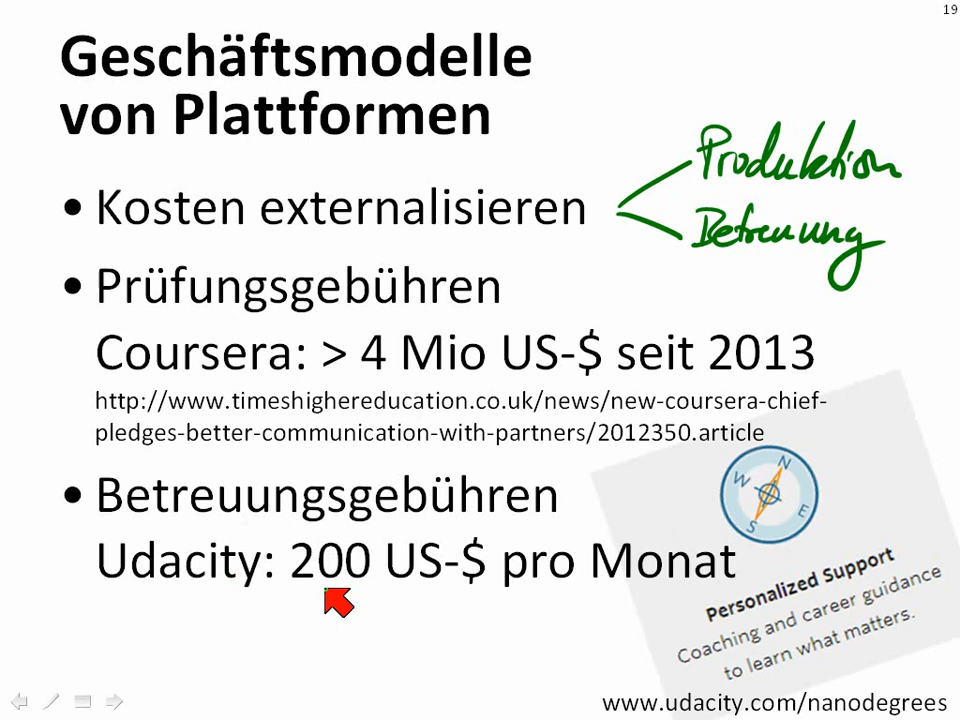 19
Geschäftsmodelle
von Plattformen
• Kosten externalisieren
Produktion
Betreuung
• Prüfungsgebühren
Coursera: > 4 Mio US-$ seit 2013
http://www.timeshighereducation.co.uk/news/new-coursera-chief-
pledges-better-communication-with-partners/2012350.article
• Betreuungsgebühren
Udacity: 200 US-$ pro Monat
N
W
E
S
Personalized Support
Coaching and career guidance
to learn what matters.
www.udacity.com/nanodegrees